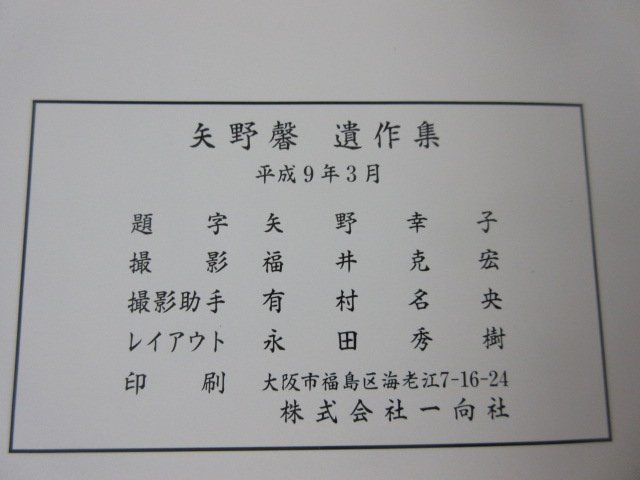 矢野馨 遺作集
平成9年3月
題字 矢野幸子
撮影 福井克宏
撮影助手 有村名央
レイアウト 永田秀樹
印刷 大阪市福島区海老江7-16-24
株式会社一向社